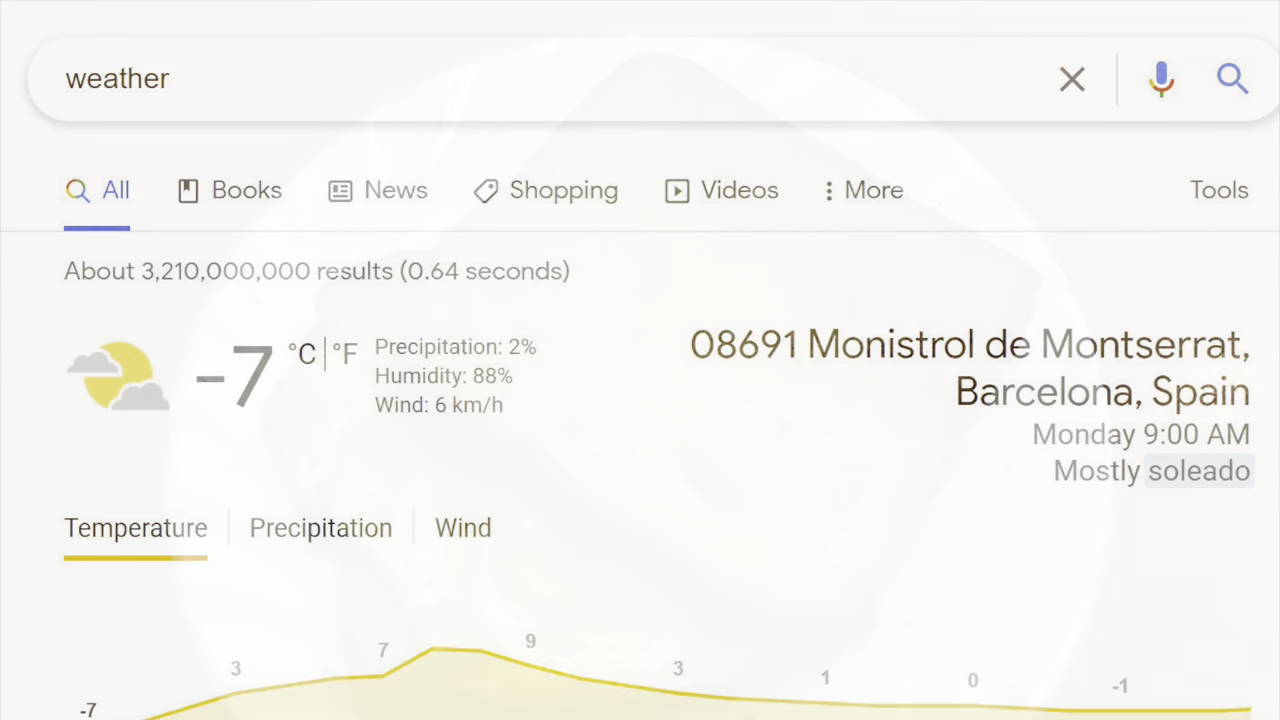 weather
All Books News Shopping Videos More Tools
About 3,210,000,000 results (0.64 seconds)
-7 °C|°F
Precipitation: 2%
Humidity: 88%
Wind: 6 km/h
08691 Monistrol de Montserrat,
Barcelona, Spain
Monday 9:00 AM
Mostly soleado
Temperature Precipitation Wind
-7 3 7 9 3 1 0 -1